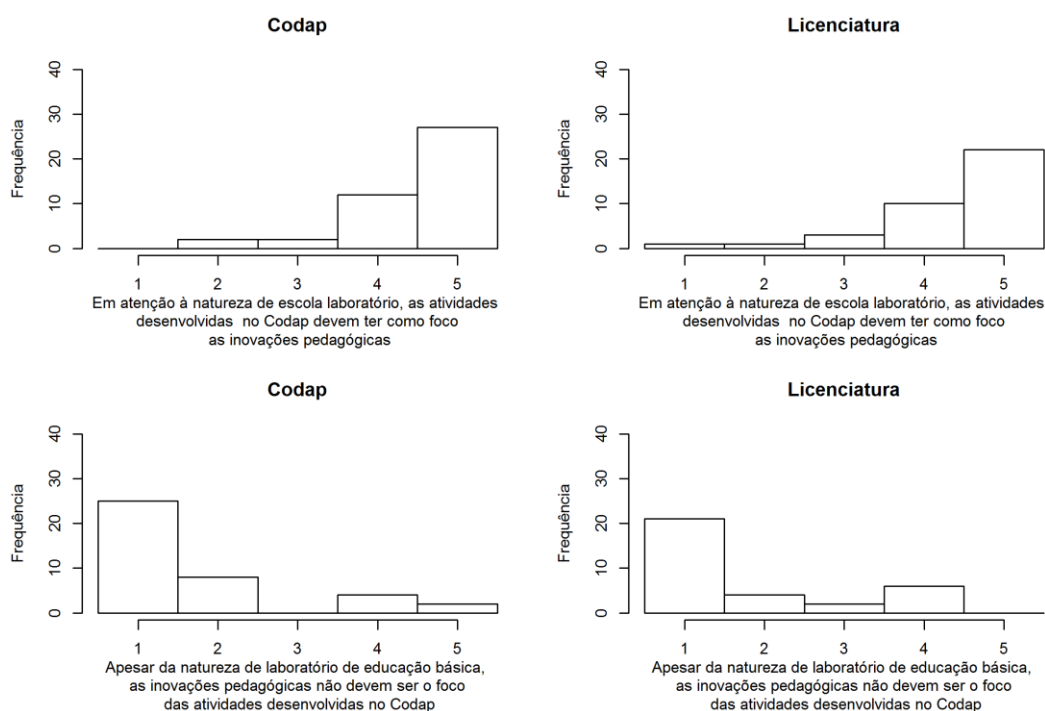 Codap
Frequência
40
30
20
10
0
1 2 3 4 5
Em atenção à natureza de escola laboratório, as atividades
desenvolvidas no Codap devem ter como foco
as inovações pedagógicas
Licenciatura
Frequência
40
30
20
10
0
1 2 3 4 5
Em atenção à natureza de escola laboratório, as atividades
desenvolvidas no Codap devem ter como foco
as inovações pedagógicas
Codap
Frequência
40
30
20
10
0
1 2 3 4 5
Apesar da natureza de laboratório de educação básica,
as inovações pedagógicas não devem ser o foco
das atividades desenvolvidas no Codap
Licenciatura
Frequência
40
30
20
10
0
1 2 3 4 5
Apesar da natureza de laboratório de educação básica,
as inovações pedagógicas não devem ser o foco
das atividades desenvolvidas no Codap